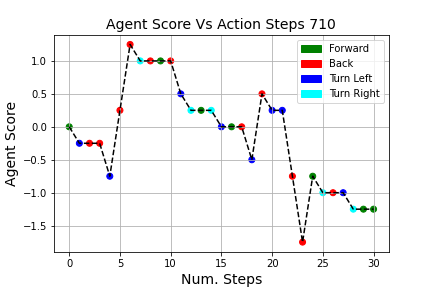 Agent Score Vs Action Steps 710
Forward
Back
Turn Left
Turn Right
Agent Score
1.0
0.5
0.0
−0.5
−1.0
−1.5
0 5 10 15 20 25 30
Num. Steps